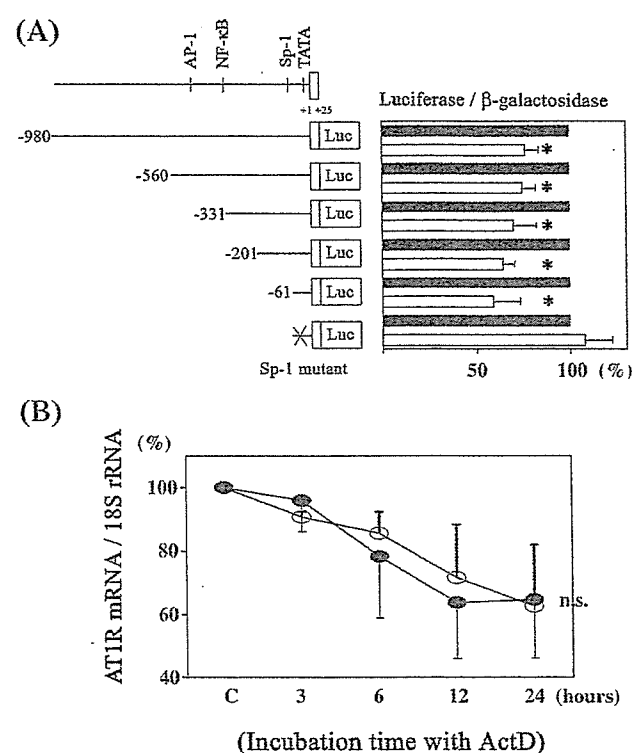 (A)
AP-1
NF-κB
Sp-1
TATA
+1 +25
Luciferase / β-galactosidase
-980 Luc
*
-560 Luc
*
-331 Luc
*
-201 Luc
*
-61 Luc
*
Luc
Sp-1 mutant
50 100 (%)
(B)
(%)
AT1R mRNA / 18S rRNA
100
80
60
40
n.s.
C 3 6 12 24 (hours)
(Incubation time with ActD)